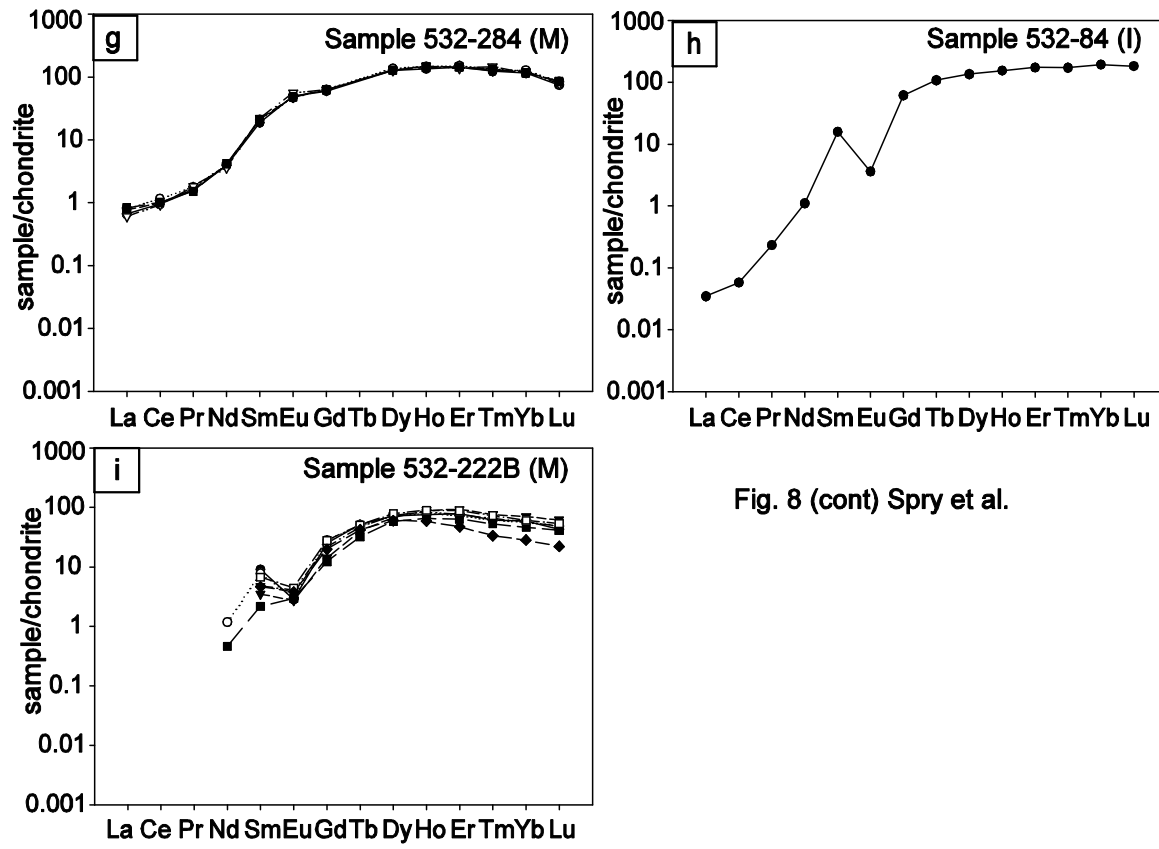 g
Sample 532-284 (M)
1000
100
10
1
0.1
0.01
0.001
sample/chondrite
La Ce Pr Nd Sm Eu Gd Tb Dy Ho Er Tm Yb Lu
h
Sample 532-84 (I)
1000
100
10
1
0.1
0.01
0.001
sample/chondrite
La Ce Pr Nd Sm Eu Gd Tb Dy Ho Er Tm Yb Lu
i
Sample 532-222B (M)
1000
100
10
1
0.1
0.01
0.001
sample/chondrite
La Ce Pr Nd Sm Eu Gd Tb Dy Ho Er Tm Yb Lu
Fig. 8 (cont) Spry et al.